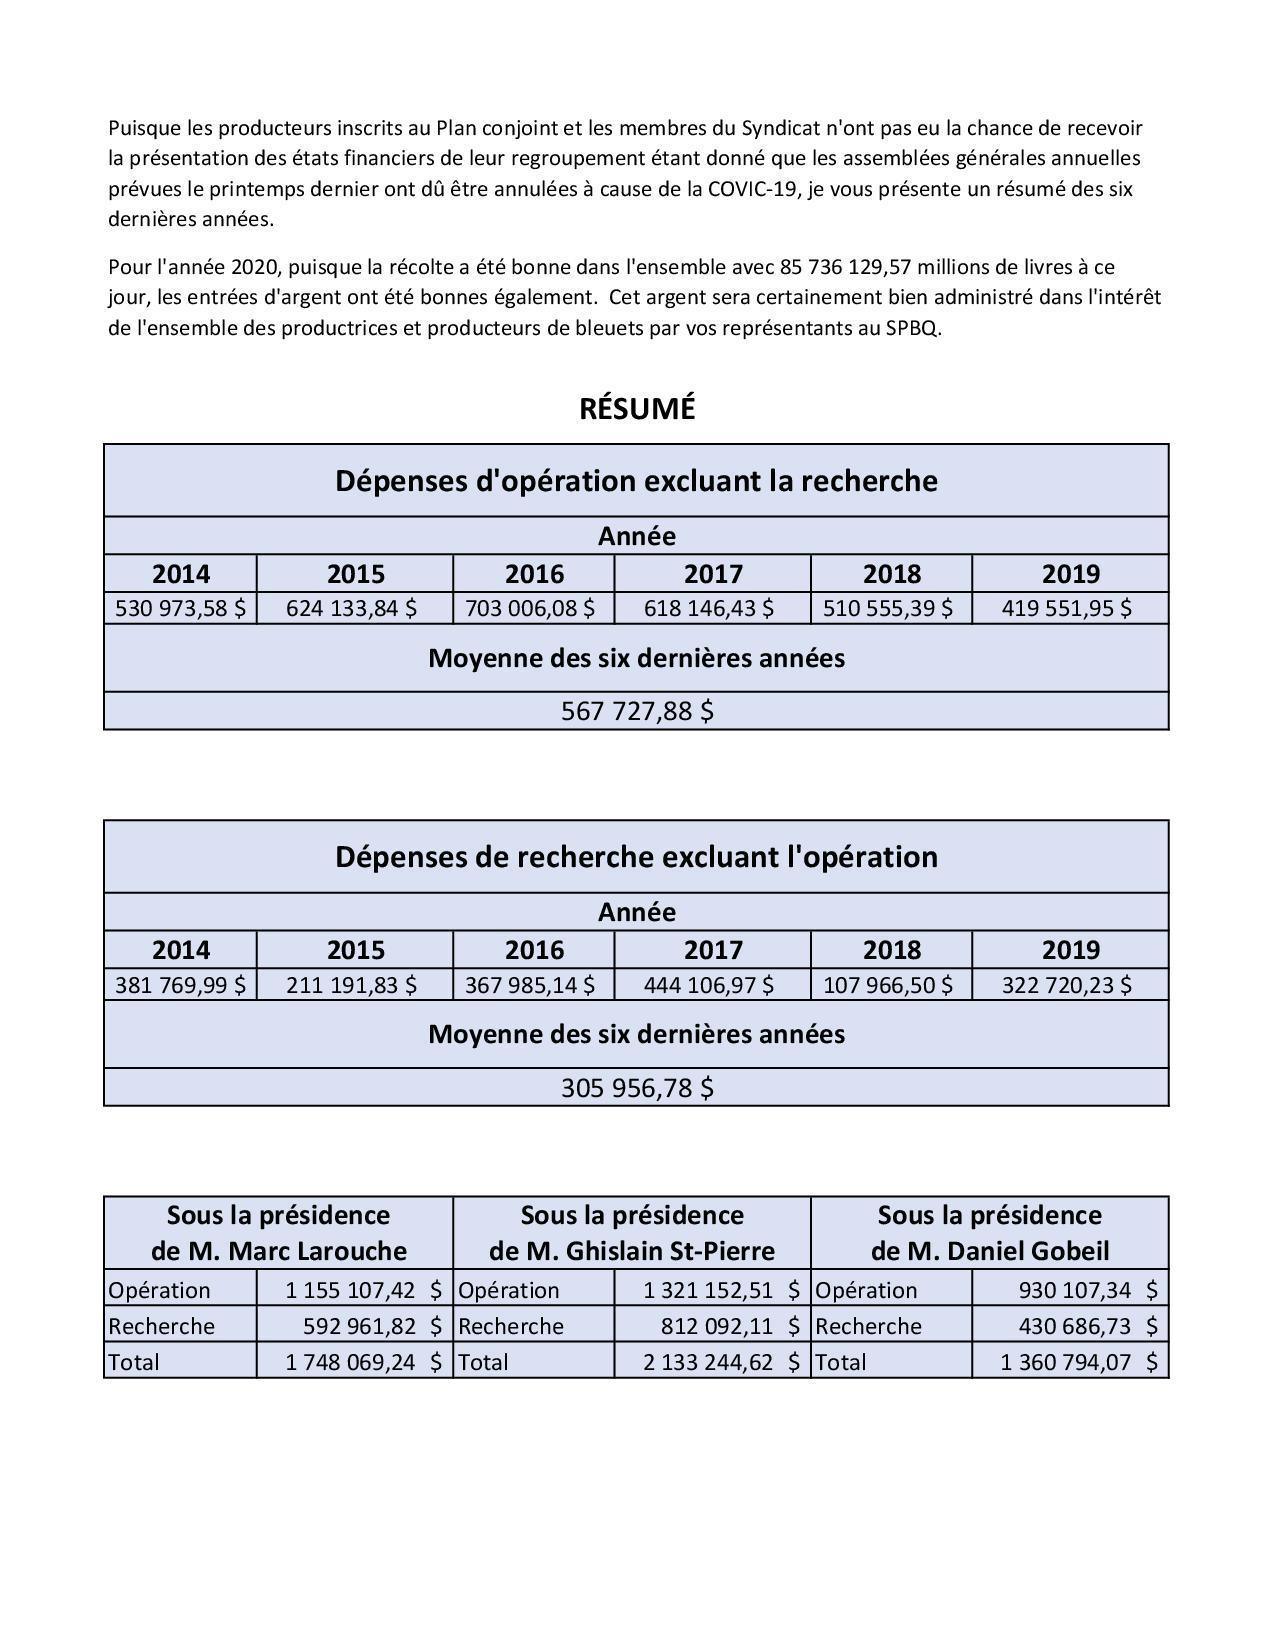 Puisque les producteurs inscrits au Plan conjoint et les membres du Syndicat n'ont pas eu la chance de recevoir
la présentation des états financiers de leur regroupement étant donné que les assemblées générales annuelles
prévues le printemps dernier ont dû être annulées à cause de la COVIC-19, je vous présente un résumé des six
dernières années.
Pour l'année 2020, puisque la récolte a été bonne dans l'ensemble avec 85 736 129,57 millions de livres à ce
jour, les entrées d'argent ont été bonnes également.  Cet argent sera certainement bien administré dans l'intérêt
de l'ensemble des productrices et producteurs de bleuets par vos représentants au SPBQ.
RÉSUMÉ
Dépenses d'opération excluant la recherche
Année
2014 2015 2016 2017 2018 2019
530 973,58 $ 624 133,84 $ 703 006,08 $ 618 146,43 $ 510 555,39 $ 419 551,95 $
Moyenne des six dernières années
567 727,88 $
Dépenses de recherche excluant l'opération
Année
2014 2015 2016 2017 2018 2019
381 769,99 $ 211 191,83 $ 367 985,14 $ 444 106,97 $ 107 966,50 $ 322 720,23 $
Moyenne des six dernières années
305 956,78 $
Sous la présidence Sous la présidence Sous la présidence
de M. Marc Larouche de M. Ghislain St-Pierre de M. Daniel Gobeil
Opération 1 155 107,42 $ Opération 1 321 152,51 $ Opération 930 107,34 $
Recherche 592 961,82 $ Recherche 812 092,11 $ Recherche 430 686,73 $
Total 1 748 069,24 $ Total 2 133 244,62 $ Total 1 360 794,07 $